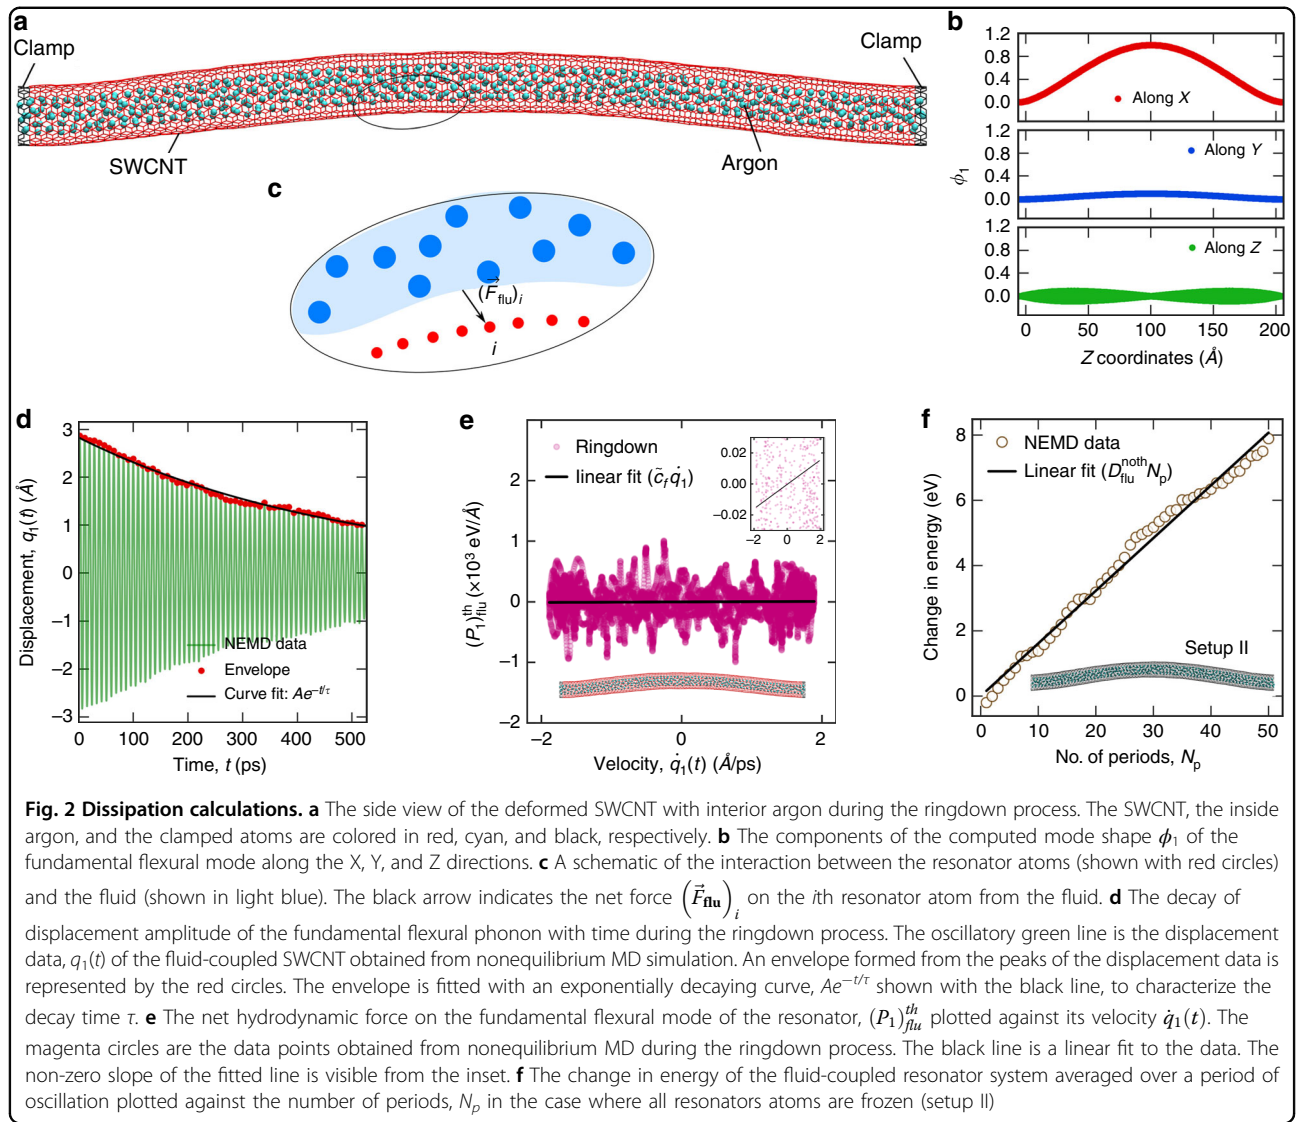 a
Clamp
Clamp
SWCNT
Argon
b
1.2
0.8
0.4
0.0
Along X
1.2
0.8
0.4
0.0
Along Y
ϕ₁
1.2
0.8
0.4
0.0
Along Z
0 50 100 150 200
Z coordinates (Å)
c
(F⃗flu)i
i
d
3
2
1
0
−1
−2
−3
Displacement, q₁(t) (Å)
NEMD data
Envelope
Curve fit: Ae−t/τ
0 100 200 300 400 500
Time, t (ps)
e
2
1
0
−1
−2
(P₁)ᵗʰflu (×10³ eV/Å)
Ringdown
linear fit (c̃f q̇₁)
0.02
0.00
−0.02
−2 0 2
−2 0 2
Velocity, q̇₁(t) (Å/ps)
f
8
6
4
2
0
Change in energy (eV)
NEMD data
Linear fit (Dⁿᵒᵗʰflu Np)
Setup II
0 10 20 30 40 50
No. of periods, Np
Fig. 2 Dissipation calculations. a The side view of the deformed SWCNT with interior argon during the ringdown process. The SWCNT, the inside
argon, and the clamped atoms are colored in red, cyan, and black, respectively. b The components of the computed mode shape ϕ₁ of the
fundamental flexural mode along the X, Y, and Z directions. c A schematic of the interaction between the resonator atoms (shown with red circles)
and the fluid (shown in light blue). The black arrow indicates the net force (F⃗flu)i on the ith resonator atom from the fluid. d The decay of
displacement amplitude of the fundamental flexural phonon with time during the ringdown process. The oscillatory green line is the displacement
data, q₁(t) of the fluid-coupled SWCNT obtained from nonequilibrium MD simulation. An envelope formed from the peaks of the displacement data is
represented by the red circles. The envelope is fitted with an exponentially decaying curve, Ae−t/τ shown with the black line, to characterize the
decay time τ. e The net hydrodynamic force on the fundamental flexural mode of the resonator, (P₁)ᵗʰflu plotted against its velocity q̇₁(t). The
magenta circles are the data points obtained from nonequilibrium MD during the ringdown process. The black line is a linear fit to the data. The
non-zero slope of the fitted line is visible from the inset. f The change in energy of the fluid-coupled resonator system averaged over a period of
oscillation plotted against the number of periods, Np in the case where all resonators atoms are frozen (setup II)